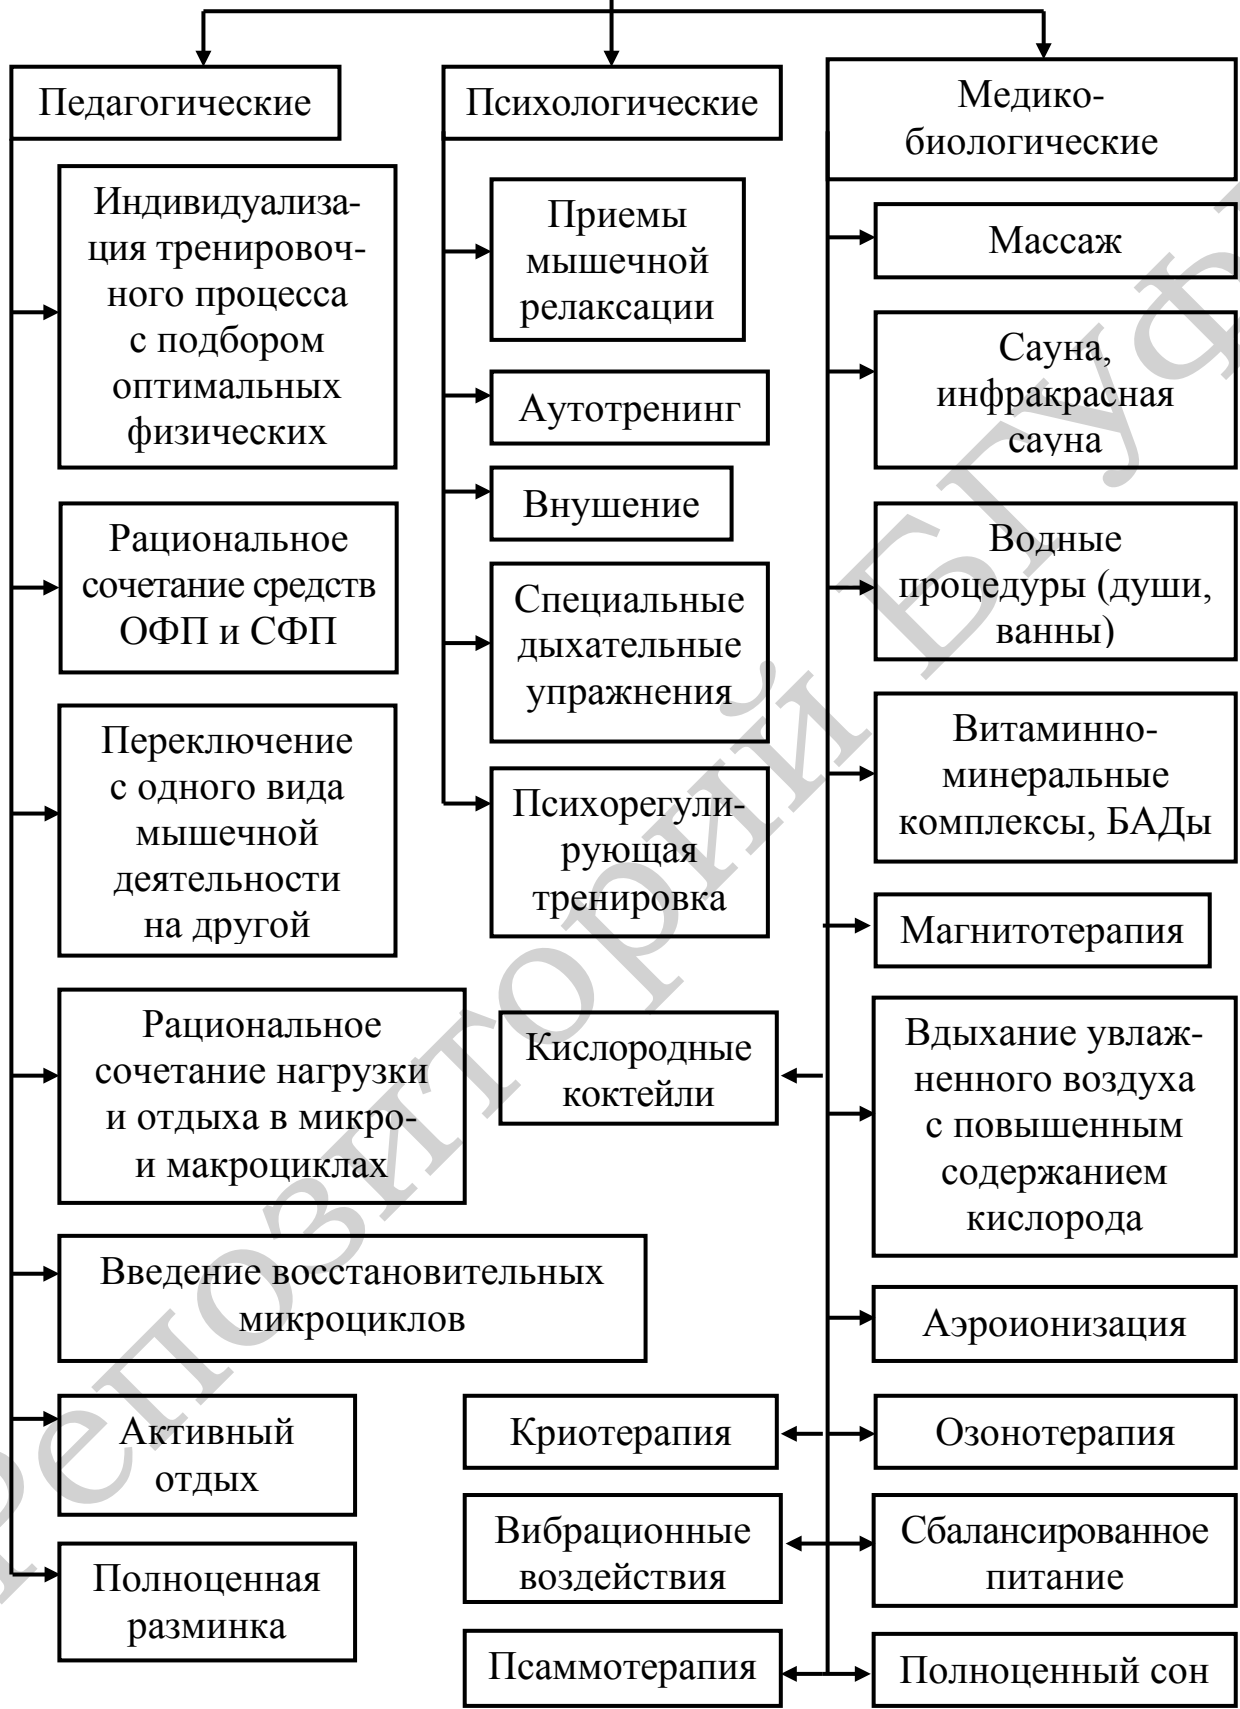 Педагогические
Индивидуализа-
ция тренировоч-
ного процесса
с подбором
оптимальных
физических
Рациональное
сочетание средств
ОФП и СФП
Переключение
с одного вида
мышечной
деятельности
на другой
Рациональное
сочетание нагрузки
и отдыха в микро-
и макроциклах
Введение восстановительных
микроциклов
Активный
отдых
Полноценная
разминка
Психологические
Приемы
мышечной
релаксации
Аутотренинг
Внушение
Специальные
дыхательные
упражнения
Психорегули-
рующая
тренировка
Медико-
биологические
Массаж
Сауна,
инфракрасная
сауна
Водные
процедуры (души,
ванны)
Витаминно-
минеральные
комплексы, БАДы
Магнитотерапия
Кислородные
коктейли
Вдыхание увлаж-
ненного воздуха
с повышенным
содержанием
кислорода
Аэроионизация
Криотерапия
Озонотерапия
Вибрационные
воздействия
Сбалансированное
питание
Псаммотерапия
Полноценный сон
Репозиторий БГУФ